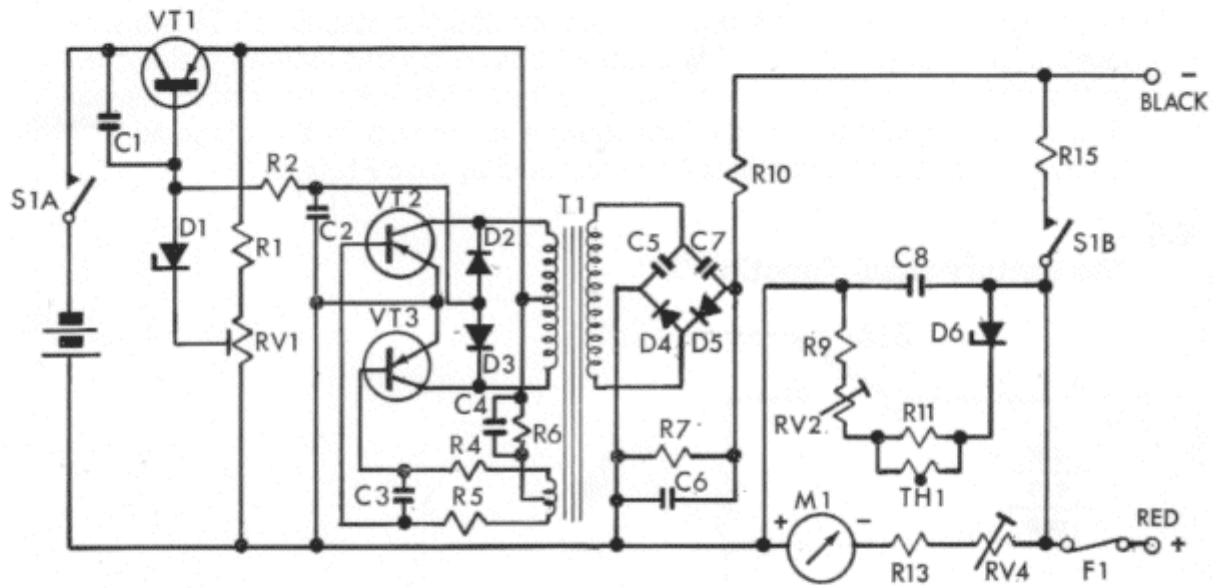 VT1
-
BLACK
C1
R15
R2
R10
VT2
T1
S1A
D1
C2
D2
C5
C7
S1B
R1
C8
VT3
D4
D5
D6
RV1
D3
R9
C4
R6
R7
R11
RV2
R4
C6
TH1
C3
R5
M1
+
-
RED
+
R13
RV4
F1